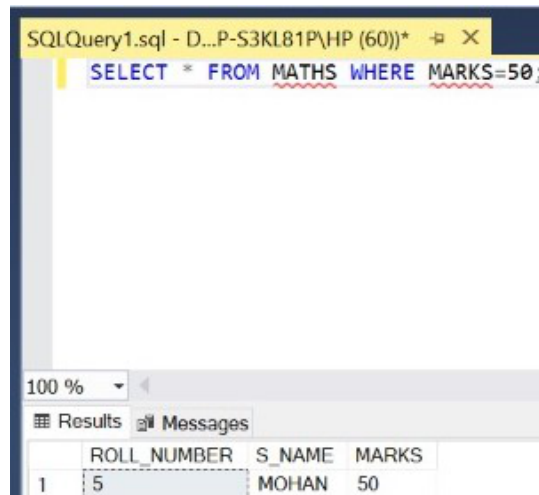 SQLQuery1.sql - D...P-S3KL81P\HP (60))*
SELECT * FROM MATHS WHERE MARKS=50;
100 %
Results Messages
ROLL_NUMBER S_NAME MARKS
1 5 MOHAN 50